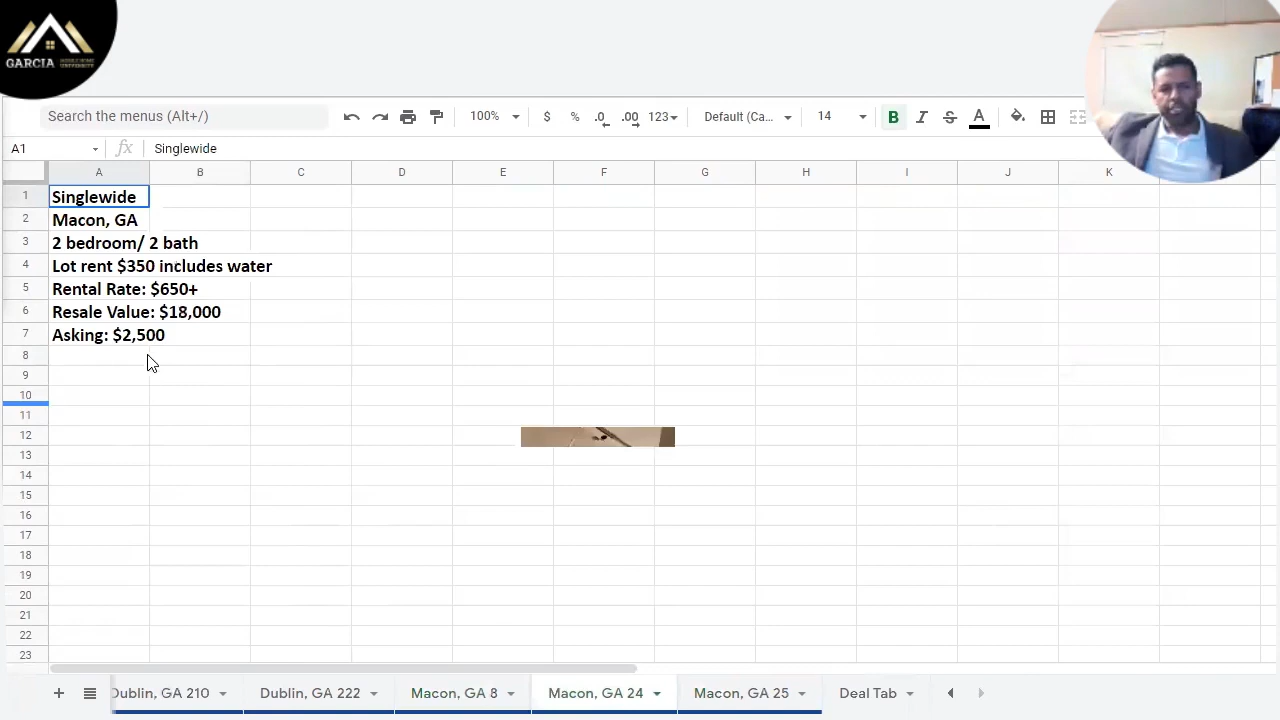 GARCIA
Search the menus (Alt+/)
100%
$
%
.0
.00
123
Default (Ca...
14
B
I
S
A
A1
fx
Singlewide
A
B
C
D
E
F
G
H
I
J
K
1
Singlewide
2
Macon, GA
3
2 bedroom/ 2 bath
4
Lot rent $350 includes water
5
Rental Rate: $650+
6
Resale Value: $18,000
7
Asking: $2,500
8
9
10
11
12
13
14
15
16
17
18
19
20
21
22
23
Dublin, GA 210
Dublin, GA 222
Macon, GA 8
Macon, GA 24
Macon, GA 25
Deal Tab